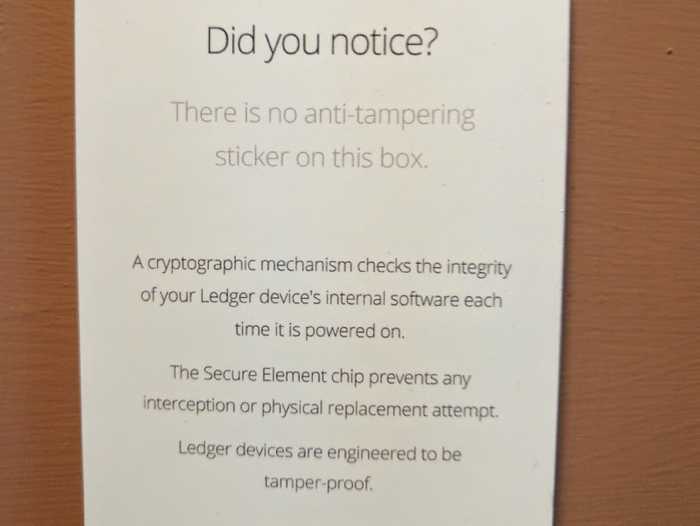 Did you notice?
There is no anti-tampering
sticker on this box.
A cryptographic mechanism checks the integrity
of your Ledger device's internal software each
time it is powered on.
The Secure Element chip prevents any
interception or physical replacement attempt.
Ledger devices are engineered to be
tamper-proof.